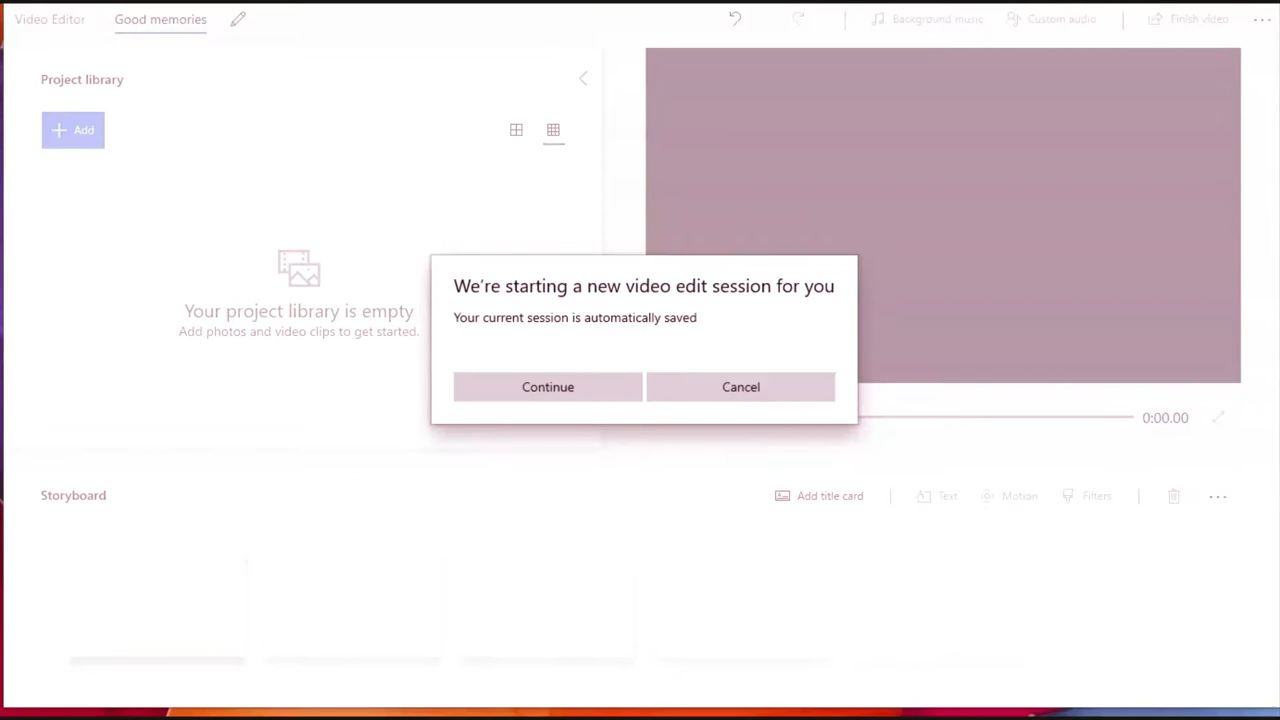 Video Editor
Good memories
Background music
Custom audio
Finish video
Project library
Add
Your project library is empty
Add photos and video clips to get started.
We're starting a new video edit session for you
Your current session is automatically saved
Continue
Cancel
0:00.00
Storyboard
Add title card
Text
Motion
Filters